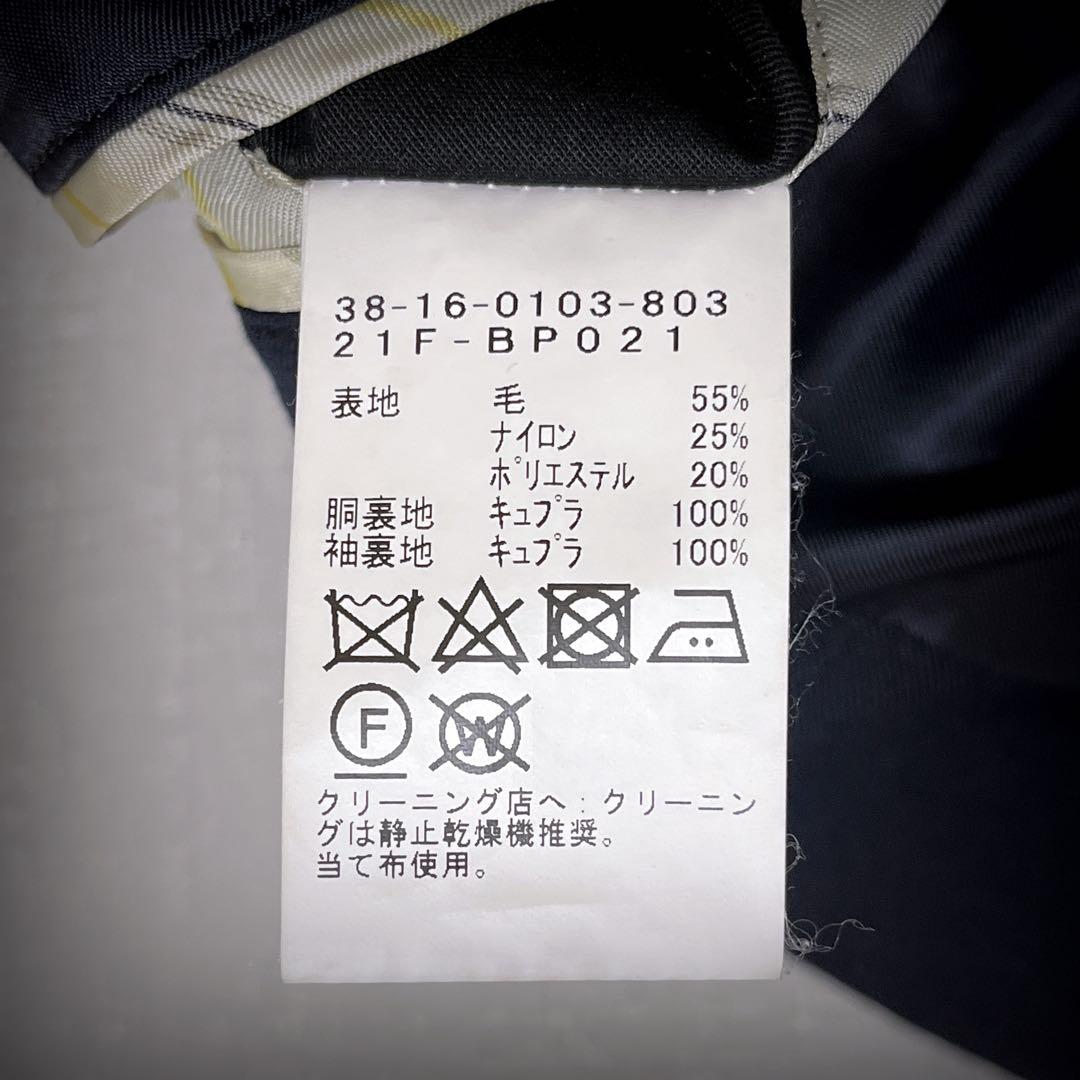 38-16-0103-803
21F-BP021
表地 毛 55%
ナイロン 25%
ポリエステル 20%
胴裏地 キュプラ 100%
袖裏地 キュプラ 100%
F W
クリーニング店へ:クリーニン
グは静止乾燥機推奨。
当て布使用。